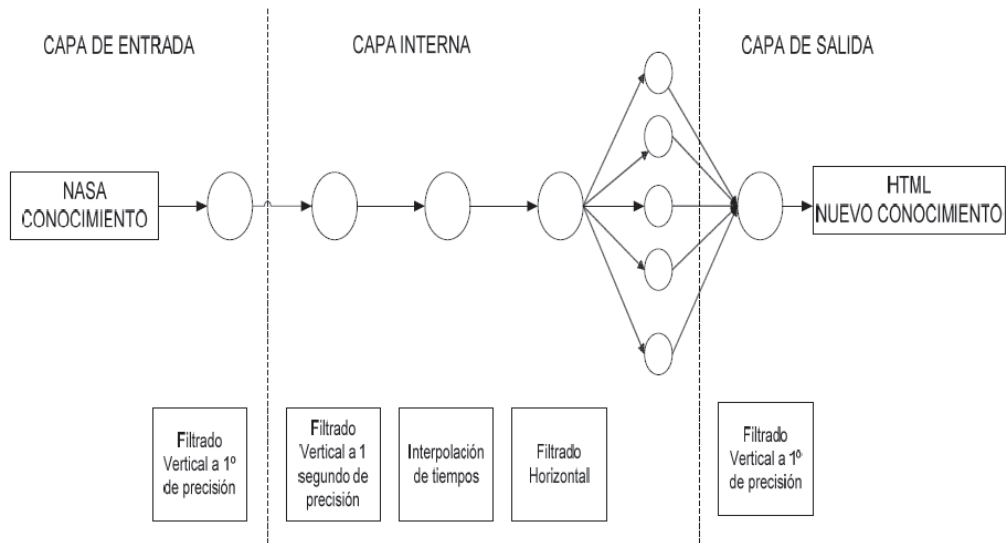 CAPA DE ENTRADA
CAPA INTERNA
CAPA DE SALIDA
NASA
CONOCIMIENTO
HTML
NUEVO CONOCIMIENTO
Filtrado
Vertical a 1º
de precisión
Filtrado
Vertical a 1
segundo de
precisión
Interpolación
de tiempos
Filtrado
Horizontal
Filtrado
Vertical a 1º
de precisión